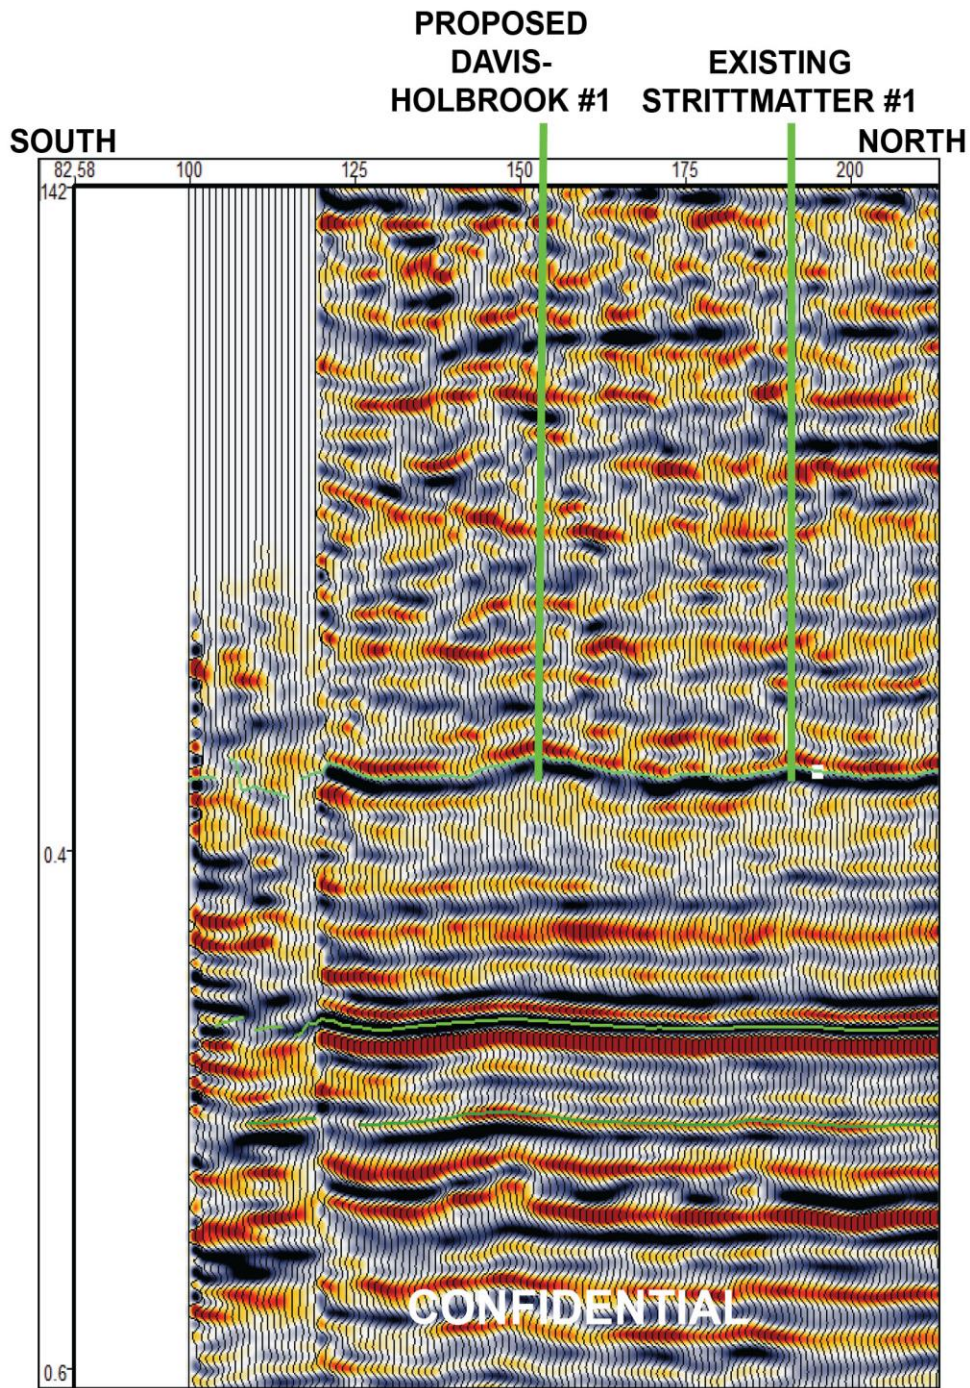 PROPOSED
DAVIS-
HOLBROOK #1
EXISTING
STRITTMATTER #1
SOUTH
NORTH
82.58
100
125
150
175
200
142
0.4
0.6
CONFIDENTIAL